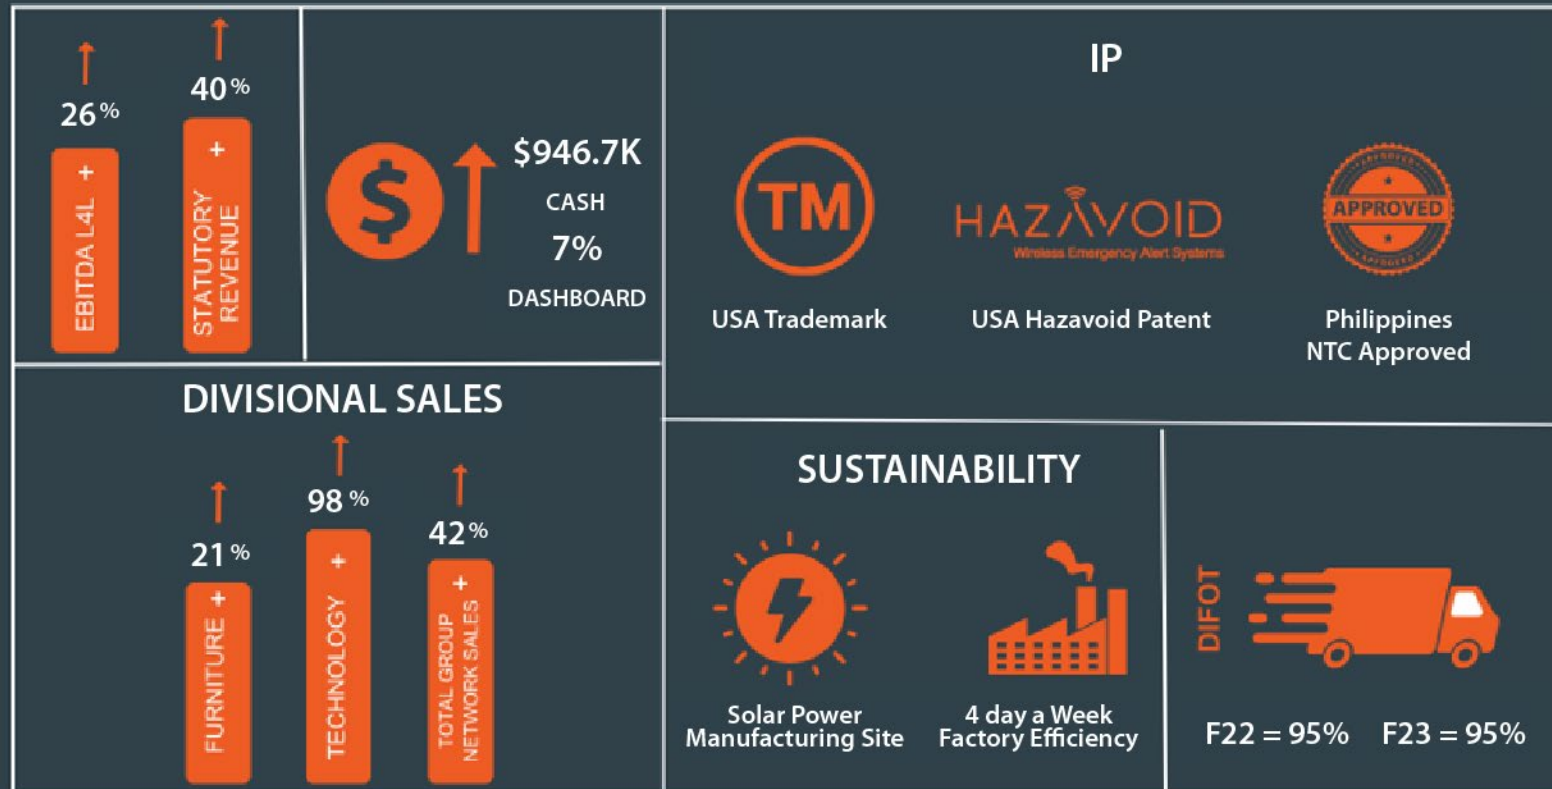 26%
EBITDA L4L +
40%
STATUTORY
REVENUE +
$
$946.7K
CASH
7%
DASHBOARD
IP
TM
USA Trademark
HAZAVOID
Wireless Emergency Alert Systems
USA Hazavoid Patent
APPROVED
APPROVED
APPROVED
Philippines
NTC Approved
DIVISIONAL SALES
21%
FURNITURE +
98 %
TECHNOLOGY +
42%
TOTAL GROUP
NETWORK SALES +
SUSTAINABILITY
Solar Power
Manufacturing Site
4 day a Week
Factory Efficiency
DIFOT
F22 = 95%
F23 = 95%